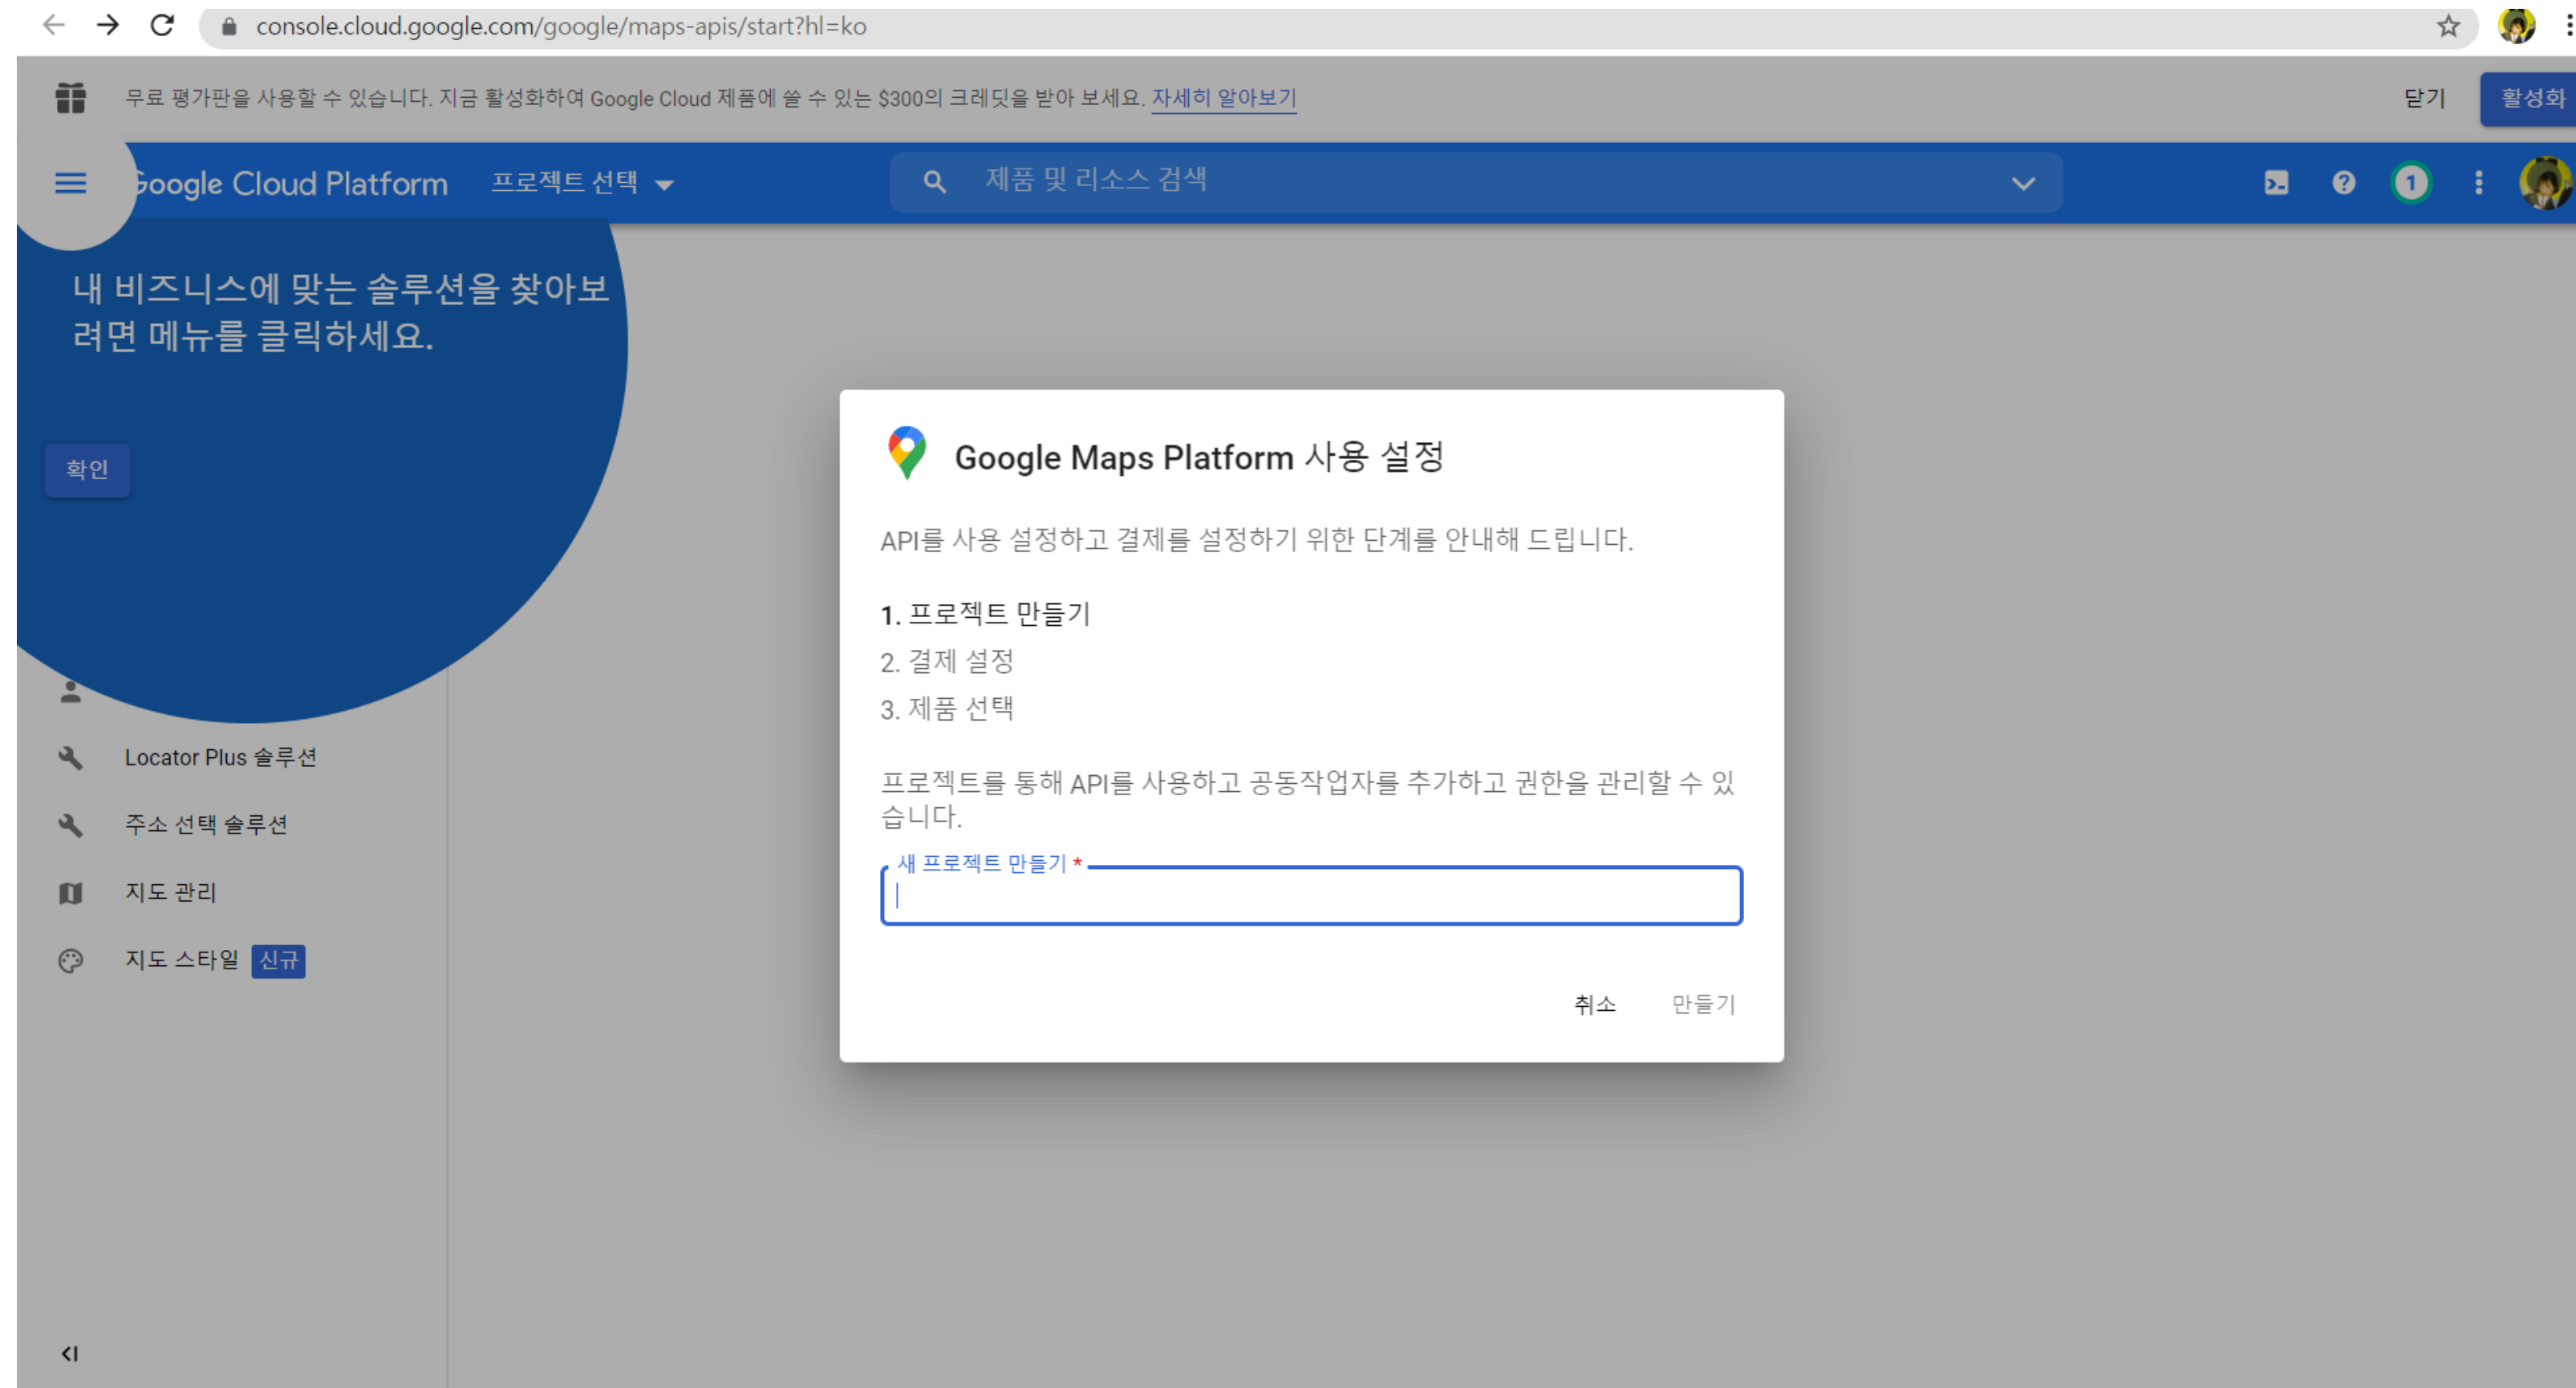 console.cloud.google.com/google/maps-apis/start?hl=ko
무료 평가판을 사용할 수 있습니다. 지금 활성화하여 Google Cloud 제품에 쓸 수 있는 $300의 크레딧을 받아 보세요. 자세히 알아보기
닫기
활성화
Google Cloud Platform
프로젝트 선택
제품 및 리소스 검색
1
내 비즈니스에 맞는 솔루션을 찾아보
려면 메뉴를 클릭하세요.
확인
Locator Plus 솔루션
주소 선택 솔루션
지도 관리
지도 스타일 신규
Google Maps Platform 사용 설정
API를 사용 설정하고 결제를 설정하기 위한 단계를 안내해 드립니다.
1. 프로젝트 만들기
2. 결제 설정
3. 제품 선택
프로젝트를 통해 API를 사용하고 공동작업자를 추가하고 권한을 관리할 수 있
습니다.
새 프로젝트 만들기 *
취소
만들기